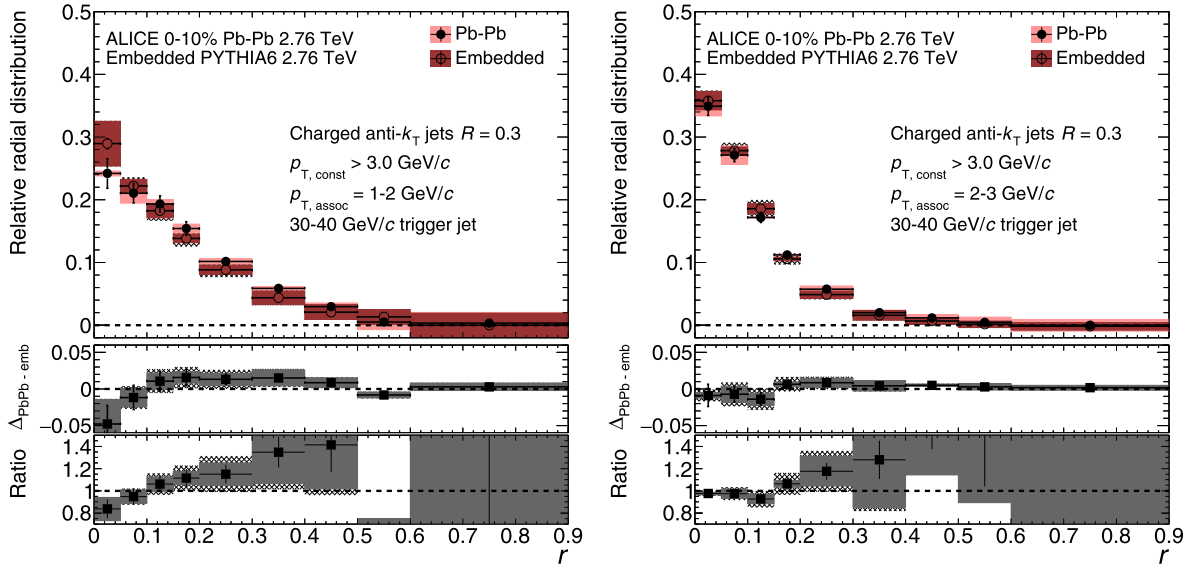 Relative radial distribution
0.5
0.4
0.3
0.2
0.1
0
ALICE 0-10% Pb-Pb 2.76 TeV
Embedded PYTHIA6 2.76 TeV
Pb-Pb
Embedded
Charged anti-kT jets R = 0.3
pT, const > 3.0 GeV/c
pT, assoc = 1-2 GeV/c
30-40 GeV/c trigger jet
ΔPbPb - emb
0.05
0
−0.05
Ratio
1.4
1.2
1
0.8
0 0.1 0.2 0.3 0.4 0.5 0.6 0.7 0.8 0.9
r
Relative radial distribution
0.5
0.4
0.3
0.2
0.1
0
ALICE 0-10% Pb-Pb 2.76 TeV
Embedded PYTHIA6 2.76 TeV
Pb-Pb
Embedded
Charged anti-kT jets R = 0.3
pT, const > 3.0 GeV/c
pT, assoc = 2-3 GeV/c
30-40 GeV/c trigger jet
ΔPbPb - emb
0.05
0
−0.05
Ratio
1.4
1.2
1
0.8
0 0.1 0.2 0.3 0.4 0.5 0.6 0.7 0.8 0.9
r